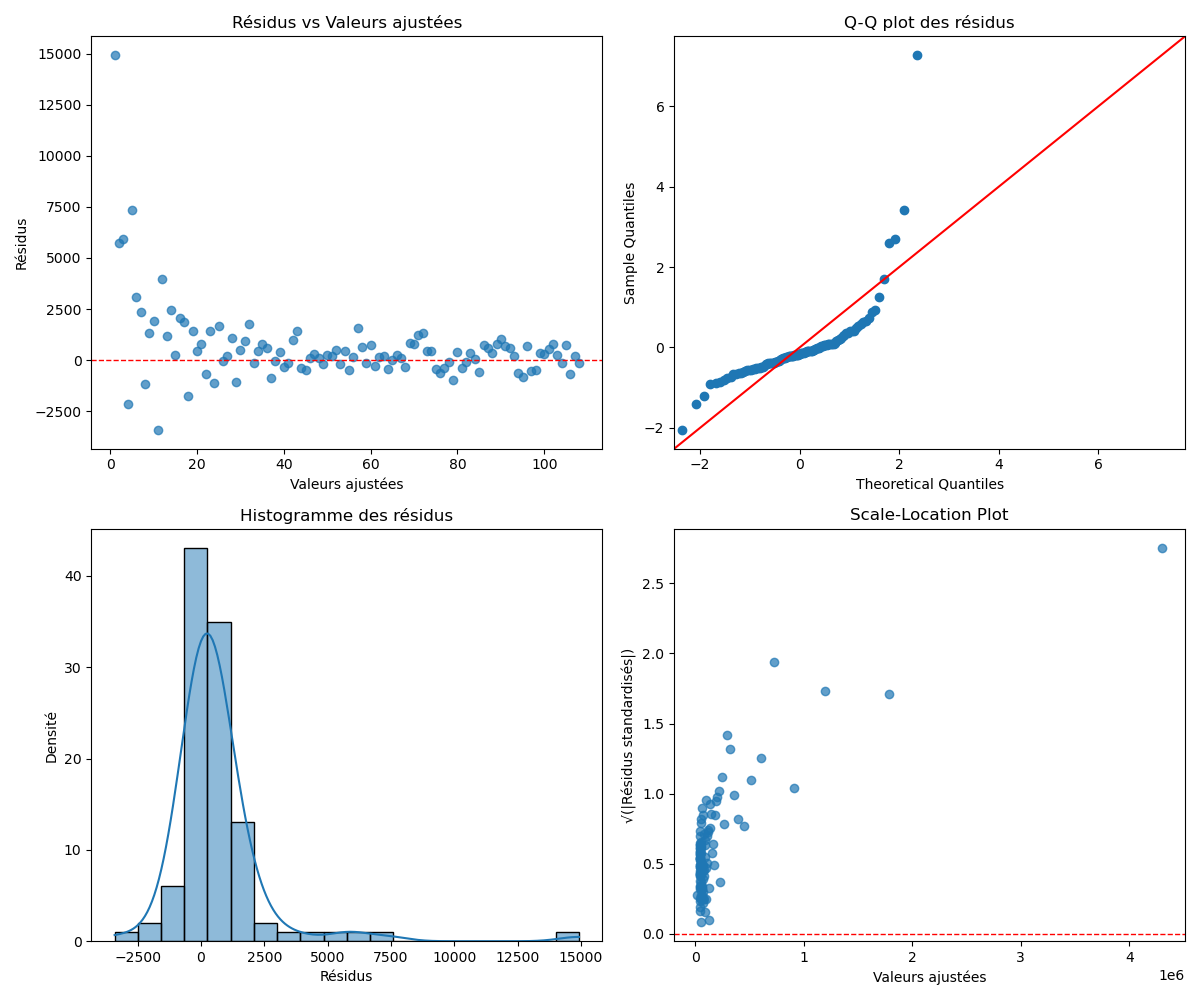 Résidus vs Valeurs ajustées
15000
12500
10000
7500
5000
2500
0
−2500
Résidus
0 20 40 60 80 100
Valeurs ajustées
Q-Q plot des résidus
6
4
2
0
−2
Sample Quantiles
−2 0 2 4 6
Theoretical Quantiles
Histogramme des résidus
40
30
20
10
0
Densité
−2500 0 2500 5000 7500 10000 12500 15000
Résidus
Scale-Location Plot
2.5
2.0
1.5
1.0
0.5
0.0
√(|Résidus standardisés|)
0 1 2 3 4
1e6
Valeurs ajustées